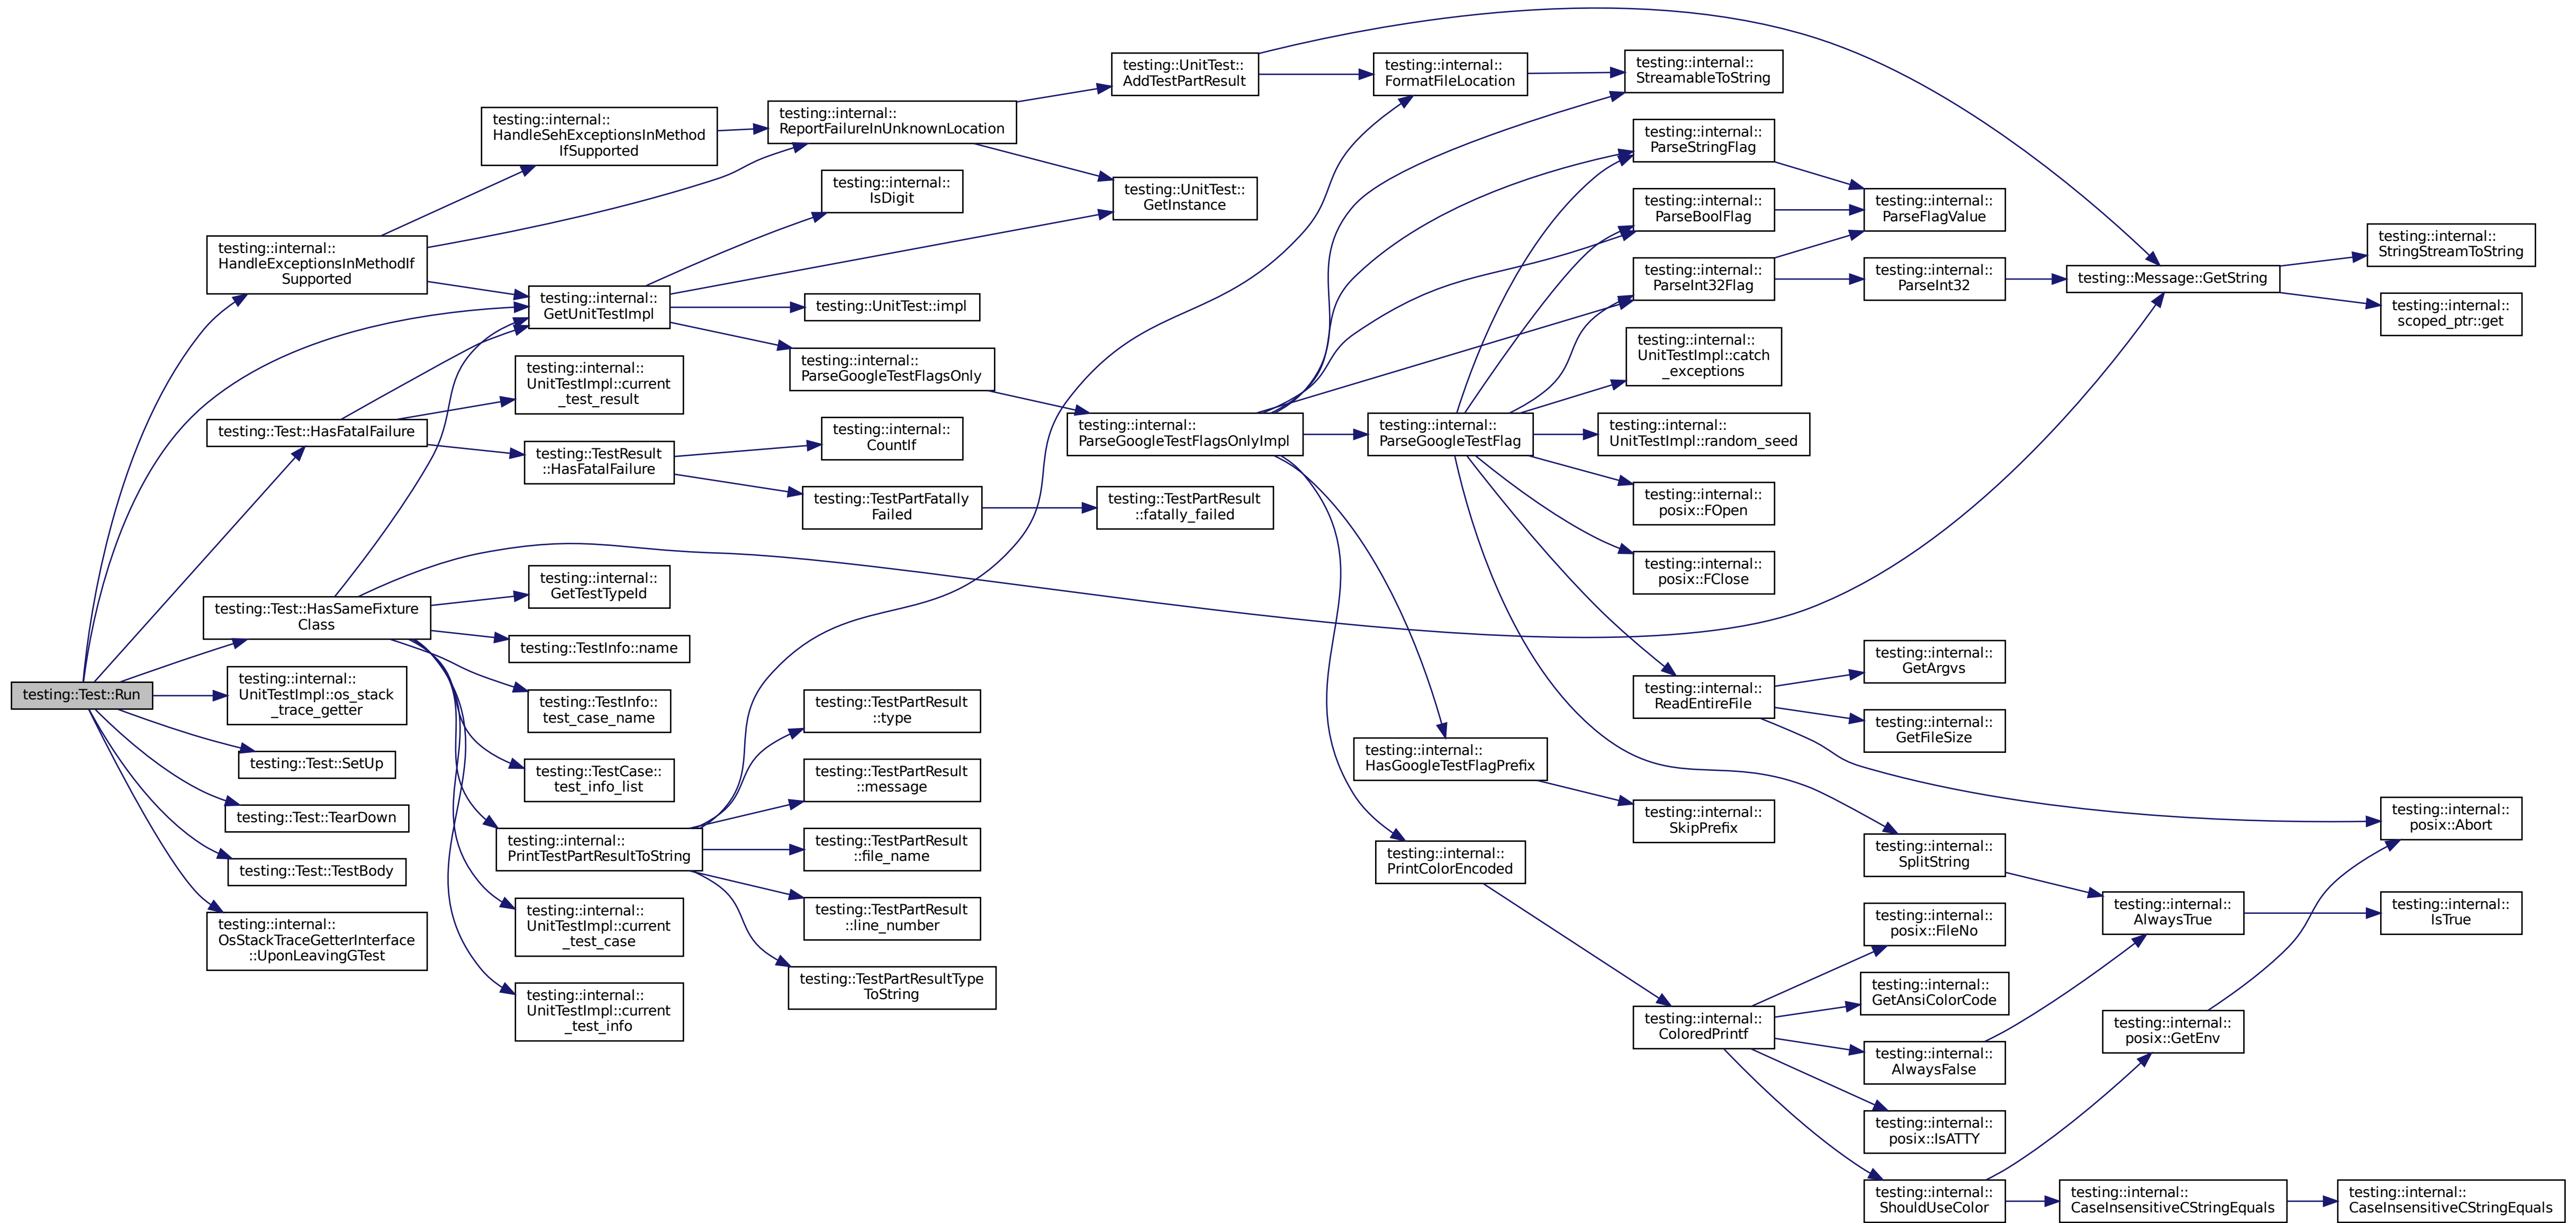 testing::Test::Run
testing::internal::
HandleExceptionsInMethodIf
Supported
testing::Test::HasFatalFailure
testing::Test::HasSameFixture
Class
testing::internal::
UnitTestImpl::os_stack
_trace_getter
testing::Test::SetUp
testing::Test::TearDown
testing::Test::TestBody
testing::internal::
OsStackTraceGetterInterface
::UponLeavingGTest
testing::internal::
HandleSehExceptionsInMethod
IfSupported
testing::internal::
GetUnitTestImpl
testing::internal::
UnitTestImpl::current
_test_result
testing::TestResult
::HasFatalFailure
testing::internal::
GetTestTypeId
testing::TestInfo::name
testing::TestInfo::
test_case_name
testing::TestCase::
test_info_list
testing::internal::
PrintTestPartResultToString
testing::internal::
UnitTestImpl::current
_test_case
testing::internal::
UnitTestImpl::current
_test_info
testing::internal::
ReportFailureInUnknownLocation
testing::internal::
IsDigit
testing::UnitTest::impl
testing::internal::
ParseGoogleTestFlagsOnly
testing::internal::
CountIf
testing::TestPartFatally
Failed
testing::TestPartResult
::type
testing::TestPartResult
::message
testing::TestPartResult
::file_name
testing::TestPartResult
::line_number
testing::TestPartResultType
ToString
testing::UnitTest::
AddTestPartResult
testing::UnitTest::
GetInstance
testing::internal::
ParseGoogleTestFlagsOnlyImpl
testing::TestPartResult
::fatally_failed
testing::internal::
FormatFileLocation
testing::internal::
ParseGoogleTestFlag
testing::internal::
HasGoogleTestFlagPrefix
testing::internal::
PrintColorEncoded
testing::internal::
StreamableToString
testing::internal::
ParseStringFlag
testing::internal::
ParseBoolFlag
testing::internal::
ParseInt32Flag
testing::internal::
UnitTestImpl::catch
_exceptions
testing::internal::
UnitTestImpl::random_seed
testing::internal::
posix::FOpen
testing::internal::
posix::FClose
testing::internal::
ReadEntireFile
testing::internal::
SkipPrefix
testing::internal::
ColoredPrintf
testing::internal::
ParseFlagValue
testing::internal::
ParseInt32
testing::internal::
GetArgvs
testing::internal::
GetFileSize
testing::internal::
SplitString
testing::internal::
posix::FileNo
testing::internal::
GetAnsiColorCode
testing::internal::
AlwaysFalse
testing::internal::
posix::IsATTY
testing::internal::
ShouldUseColor
testing::Message::GetString
testing::internal::
AlwaysTrue
testing::internal::
posix::GetEnv
testing::internal::
CaseInsensitiveCStringEquals
testing::internal::
StringStreamToString
testing::internal::
scoped_ptr::get
testing::internal::
posix::Abort
testing::internal::
IsTrue
testing::internal::
CaseInsensitiveCStringEquals